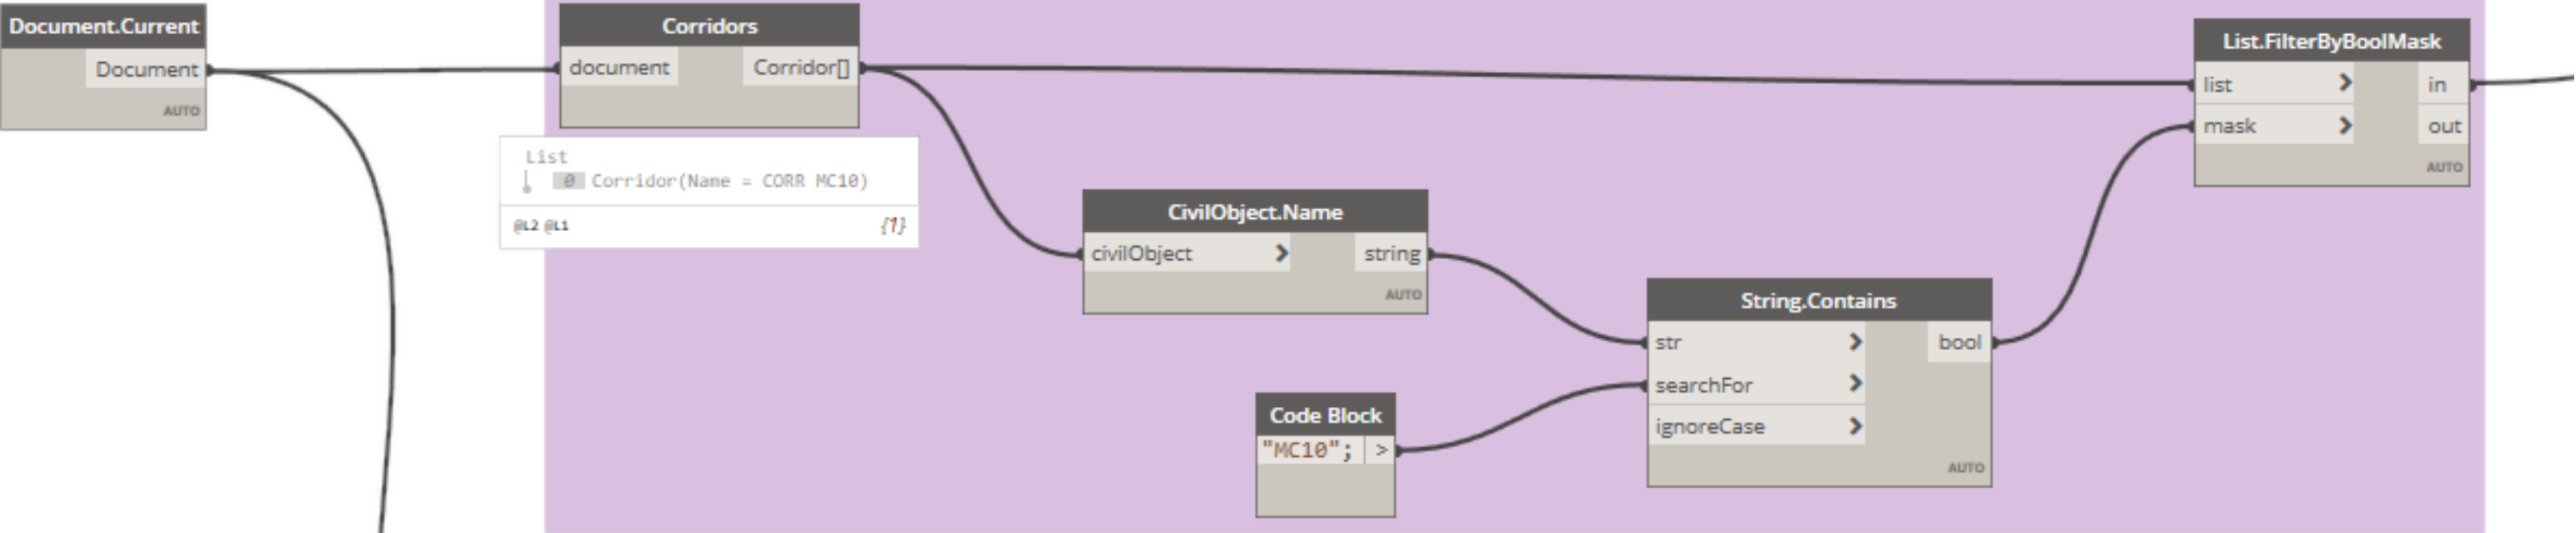 Document.Current
Document
AUTO
Corridors
document
Corridor[]
List
0 Corridor(Name = CORR MC10)
@L2 @L1 {1}
CivilObject.Name
civilObject >
string
AUTO
Code Block
"MC10"; >
String.Contains
str >
bool
searchFor >
ignoreCase >
AUTO
List.FilterByBoolMask
list >
in
mask >
out
AUTO